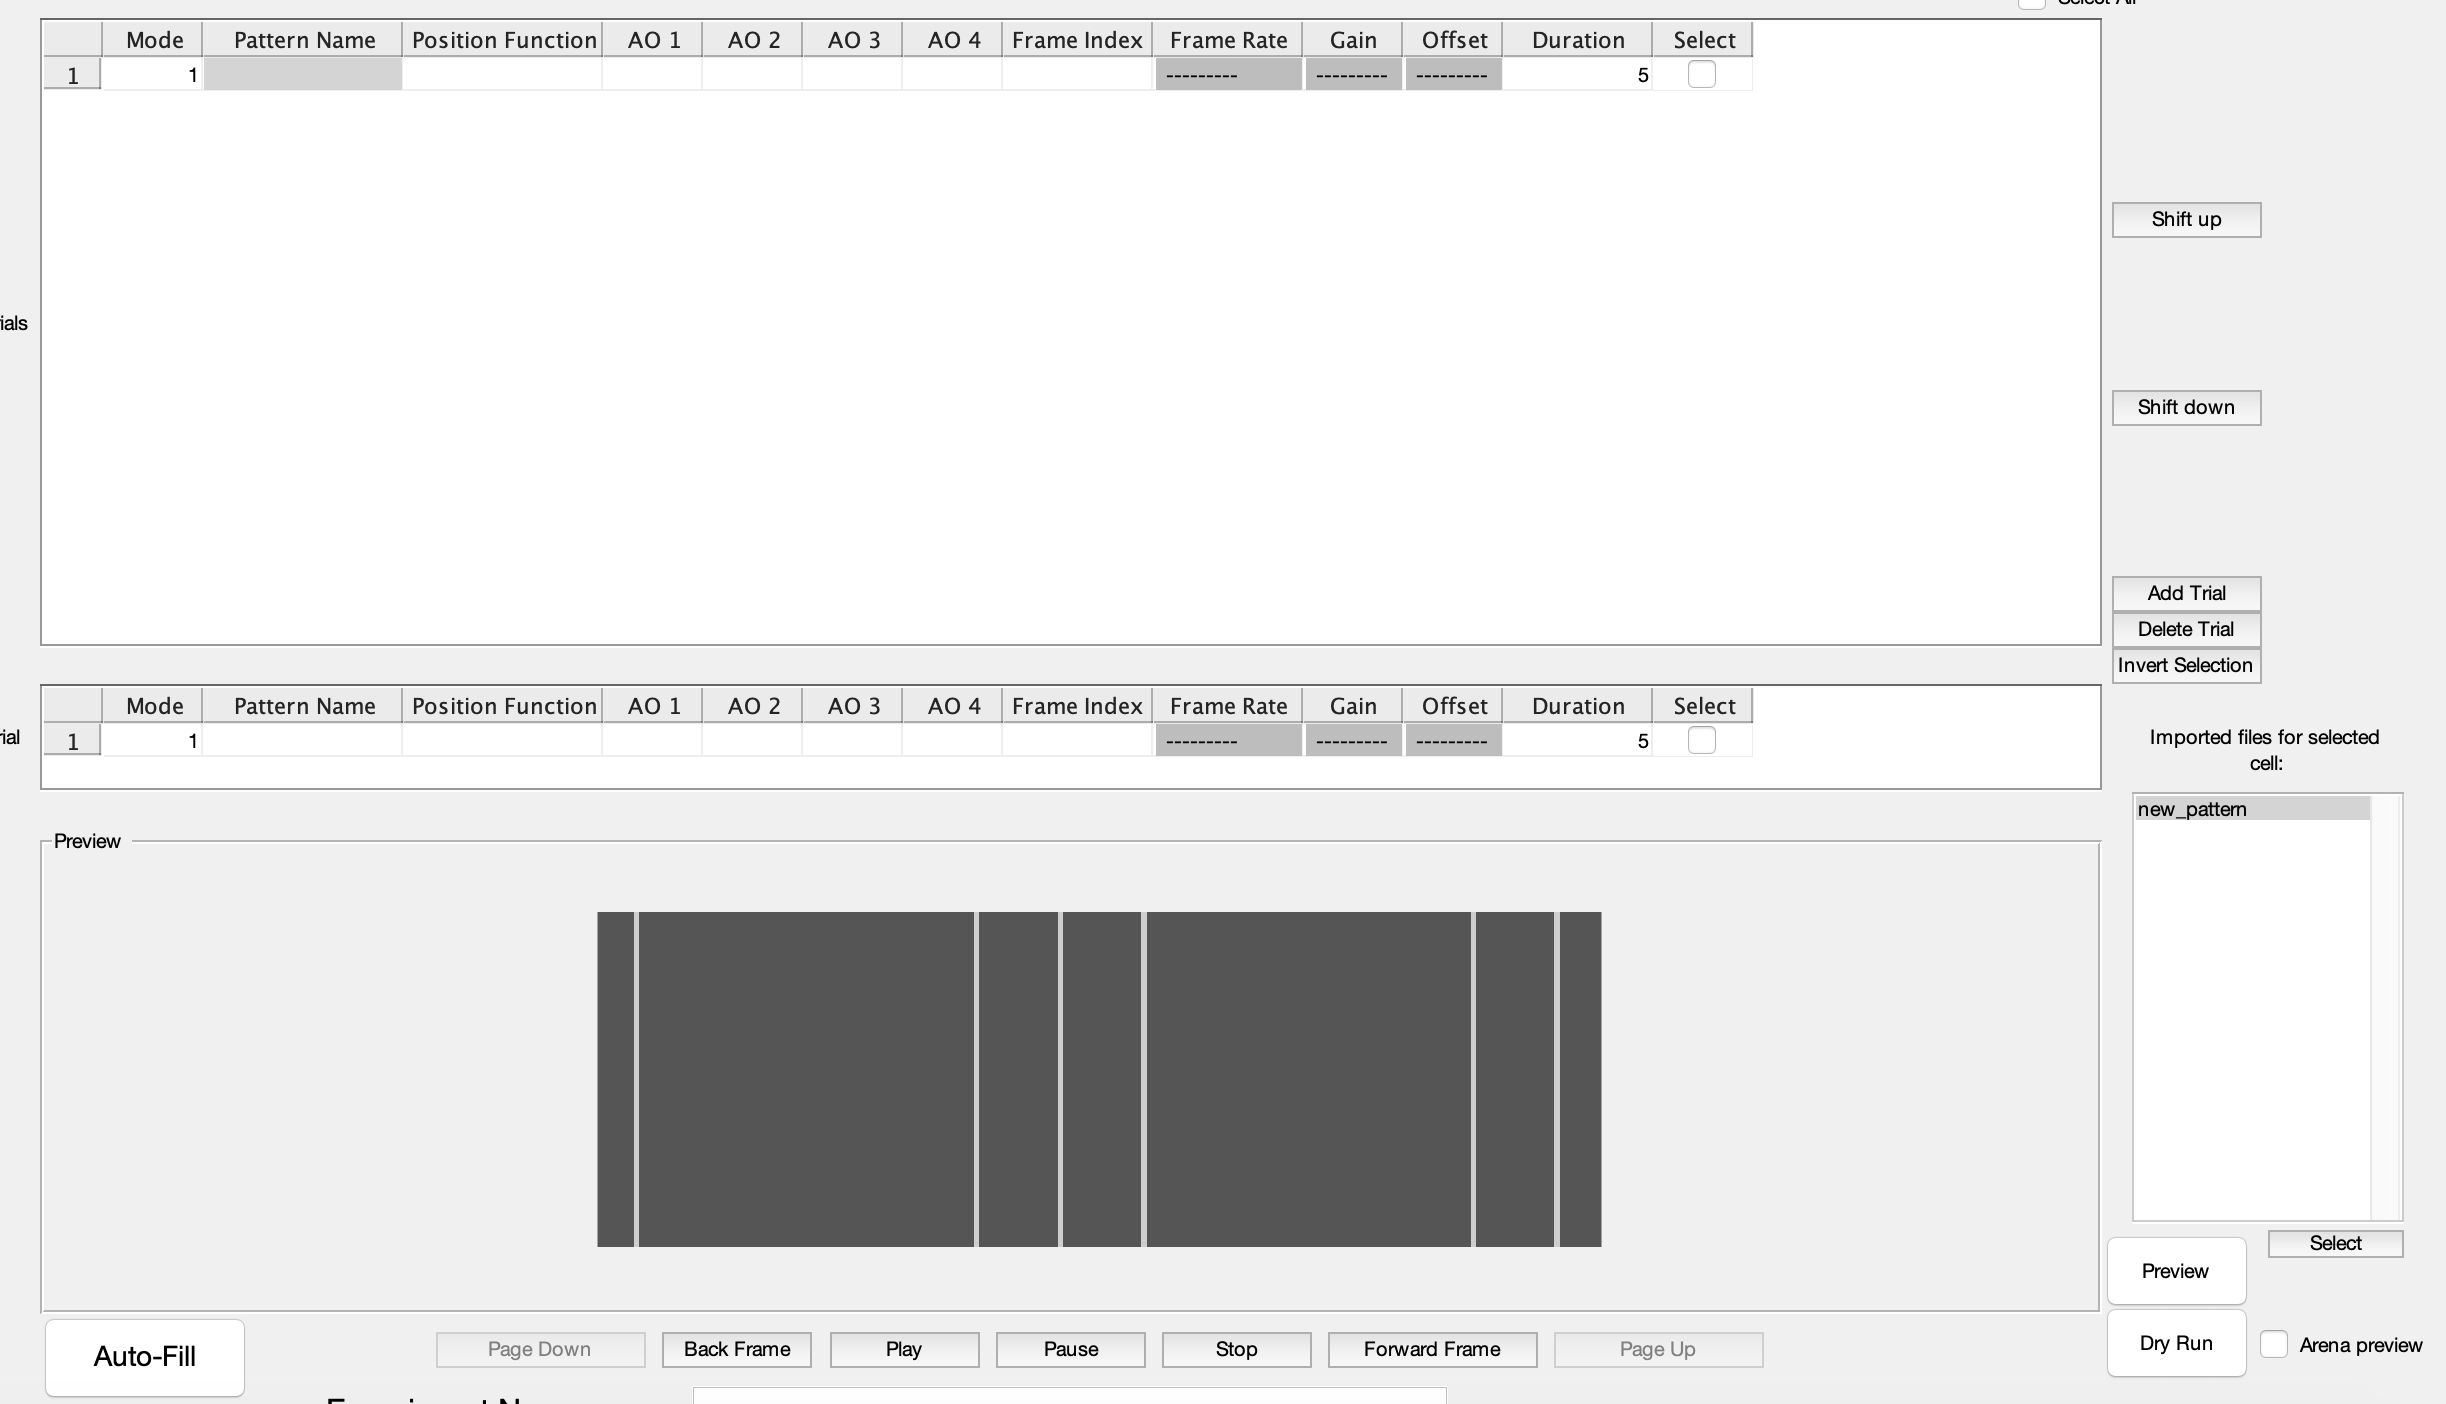 Mode Pattern Name Position Function AO 1 AO 2 AO 3 AO 4 Frame Index Frame Rate Gain Offset Duration Select
1 1 --------- --------- --------- 5
Shift up
ials
Shift down
Add Trial
Delete Trial
Invert Selection
Mode Pattern Name Position Function AO 1 AO 2 AO 3 AO 4 Frame Index Frame Rate Gain Offset Duration Select
1 1 --------- --------- --------- 5
rial
Imported files for selected
cell:
new_pattern
Preview
Select
Preview
Auto-Fill
Page Down Back Frame Play Pause Stop Forward Frame Page Up
Dry Run
Arena preview